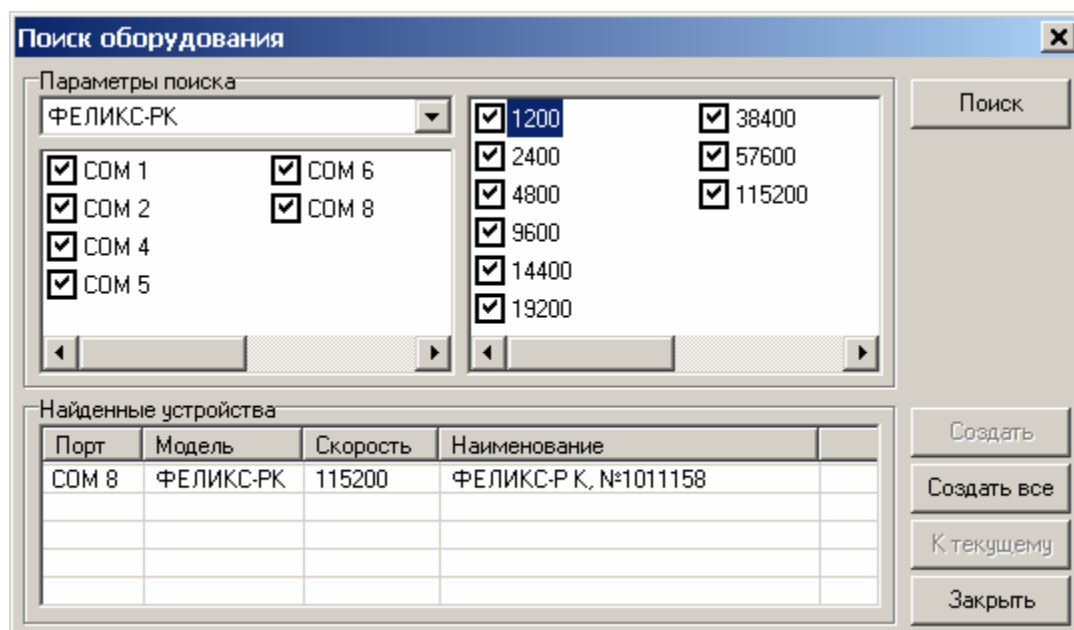 Поиск оборудования
Параметры поиска
ФЕЛИКС-РК
COM 1
COM 2
COM 4
COM 5
COM 6
COM 8
1200
2400
4800
9600
14400
19200
38400
57600
115200
Поиск
Найденные устройства
Порт Модель Скорость Наименование
COM 8 ФЕЛИКС-РК 115200 ФЕЛИКС-Р К, №1011158
Создать
Создать все
К текущему
Закрыть